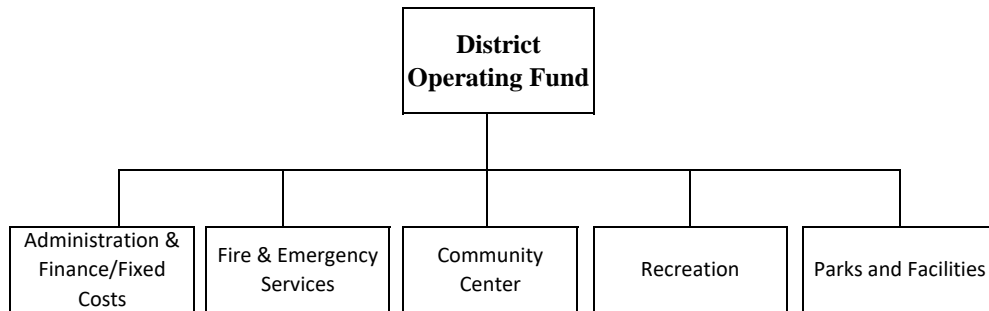 District
Operating Fund
Administration &
Finance/Fixed
Costs
Fire & Emergency
Services
Community
Center
Recreation
Parks and Facilities